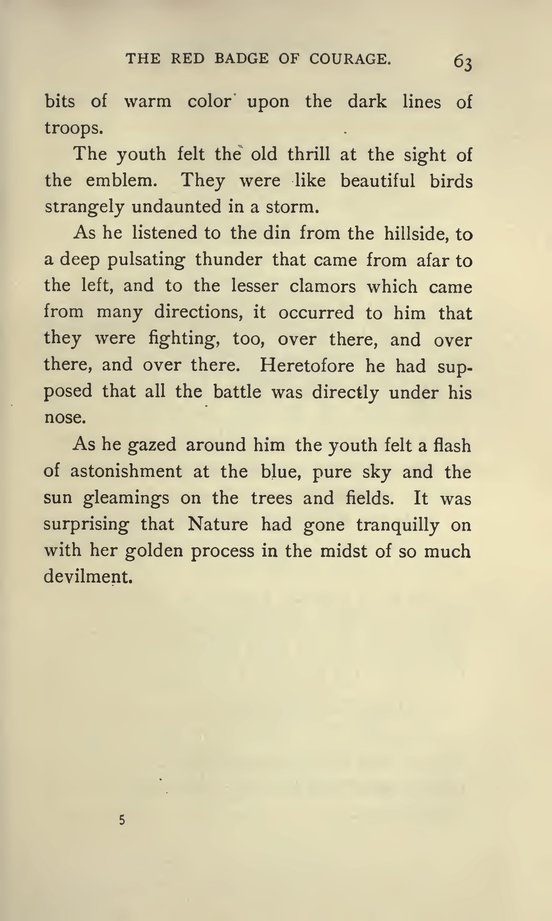 THE RED BADGE OF COURAGE. 63
bits of warm color upon the dark lines of
troops.
The youth felt the old thrill at the sight of
the emblem. They were like beautiful birds
strangely undaunted in a storm.
As he listened to the din from the hillside, to
a deep pulsating thunder that came from afar to
the left, and to the lesser clamors which came
from many directions, it occurred to him that
they were fighting, too, over there, and over
there, and over there. Heretofore he had sup-
posed that all the battle was directly under his
nose.
As he gazed around him the youth felt a flash
of astonishment at the blue, pure sky and the
sun gleamings on the trees and fields. It was
surprising that Nature had gone tranquilly on
with her golden process in the midst of so much
devilment.
5